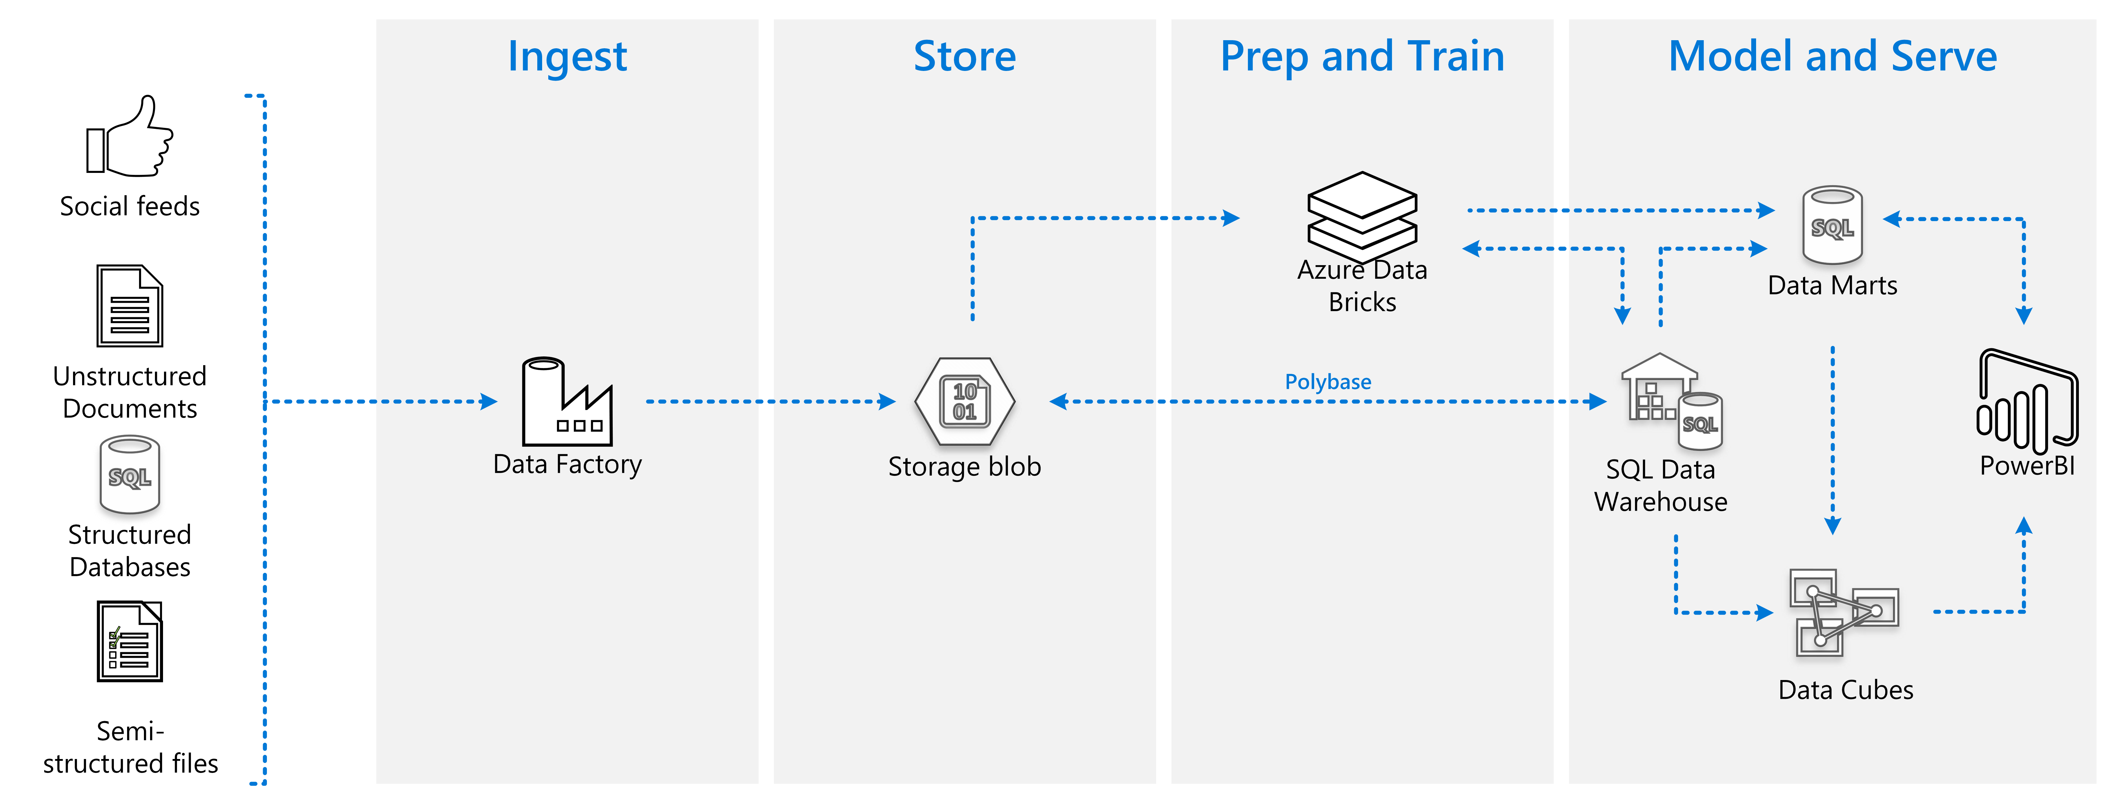 Ingest
Store
Prep and Train
Model and Serve
Social feeds
Unstructured
Documents
SQL
Structured
Databases
Semi-
structured files
Data Factory
10
01
Storage blob
Azure Data
Bricks
Polybase
SQL
Data Marts
SQL
SQL Data
Warehouse
PowerBI
Data Cubes